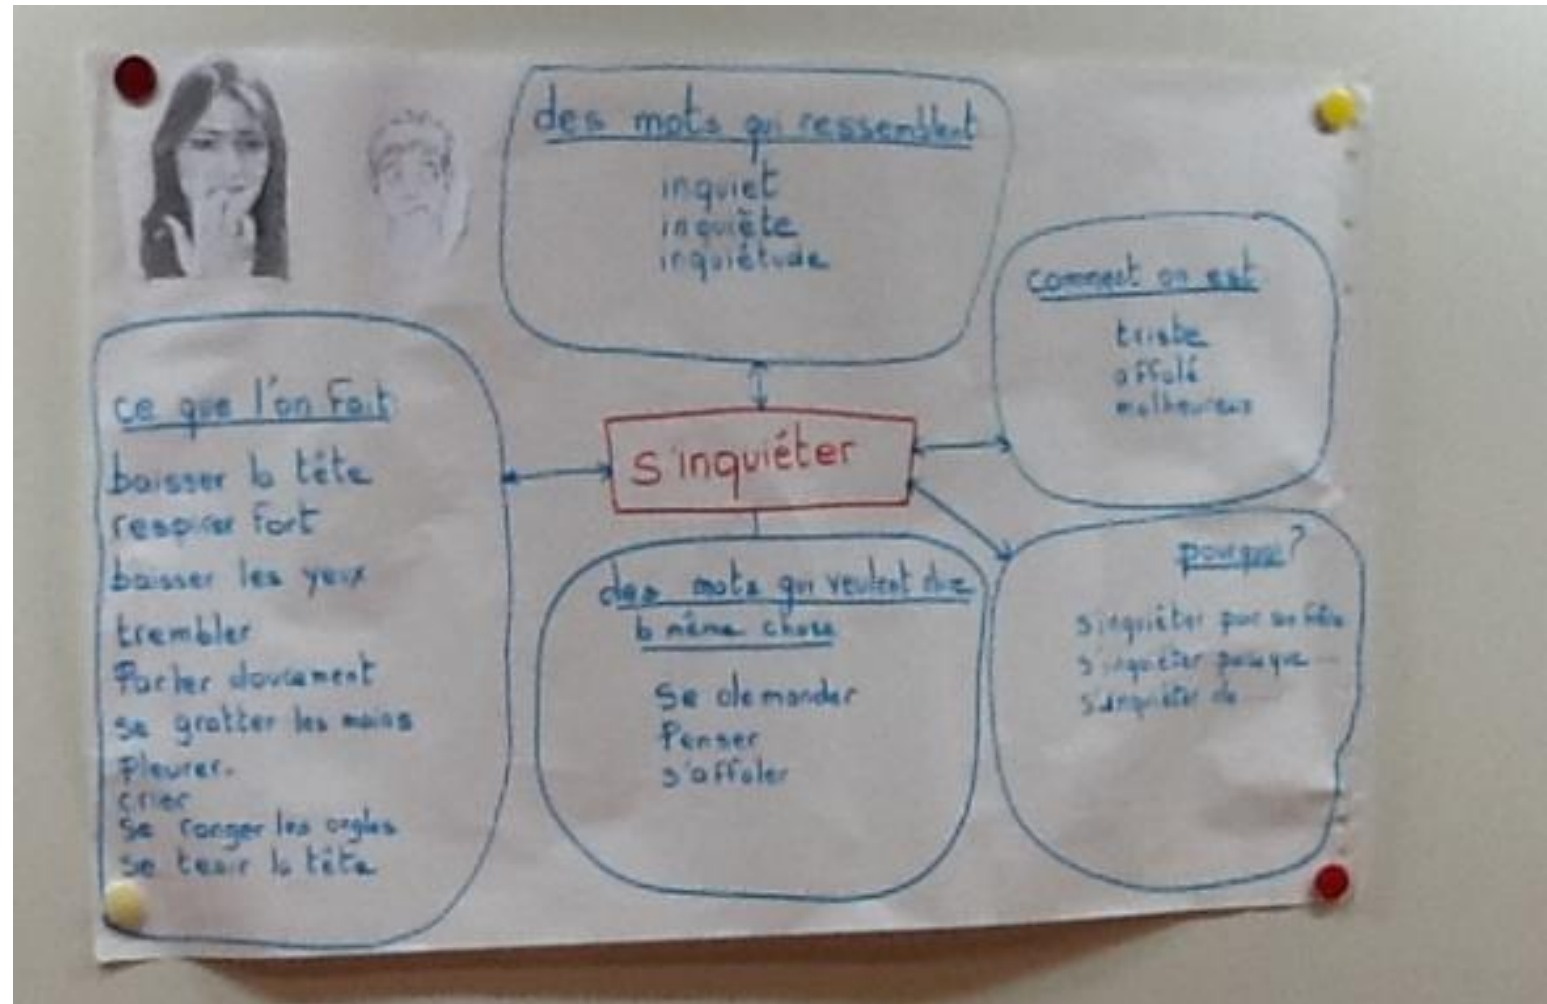 des mots qui ressemblent
inquiet
inquiète
inquiétude
comment on est
triste
affolé
malheureux
ce que l'on fait
baisser la tête
respirer fort
baisser les yeux
trembler
Parler doucement
se gratter les mains
Pleurer.
crier
se ronger les ongles
se tenir la tête
s'inquiéter
des mots qui veulent dire
la même chose
se demander
Penser
s'affoler
pourquoi?
s'inquiéter pour
s'inquiéter parce que
s'inquiéter de